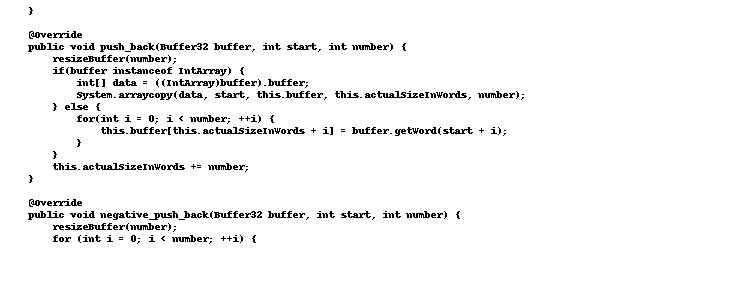 }

@Override
public void push_back(Buffer32 buffer, int start, int number) {
    resizeBuffer(number);
    if(buffer instanceof IntArray) {
        int[] data = ((IntArray)buffer).buffer;
        System.arraycopy(data, start, this.buffer, this.actualSizeInWords, number);
    } else {
        for(int i = 0; i < number; ++i) {
            this.buffer[this.actualSizeInWords + i] = buffer.getWord(start + i);
        }
    }
    this.actualSizeInWords += number;
}

@Override
public void negative_push_back(Buffer32 buffer, int start, int number) {
    resizeBuffer(number);
    for (int i = 0; i < number; ++i) {